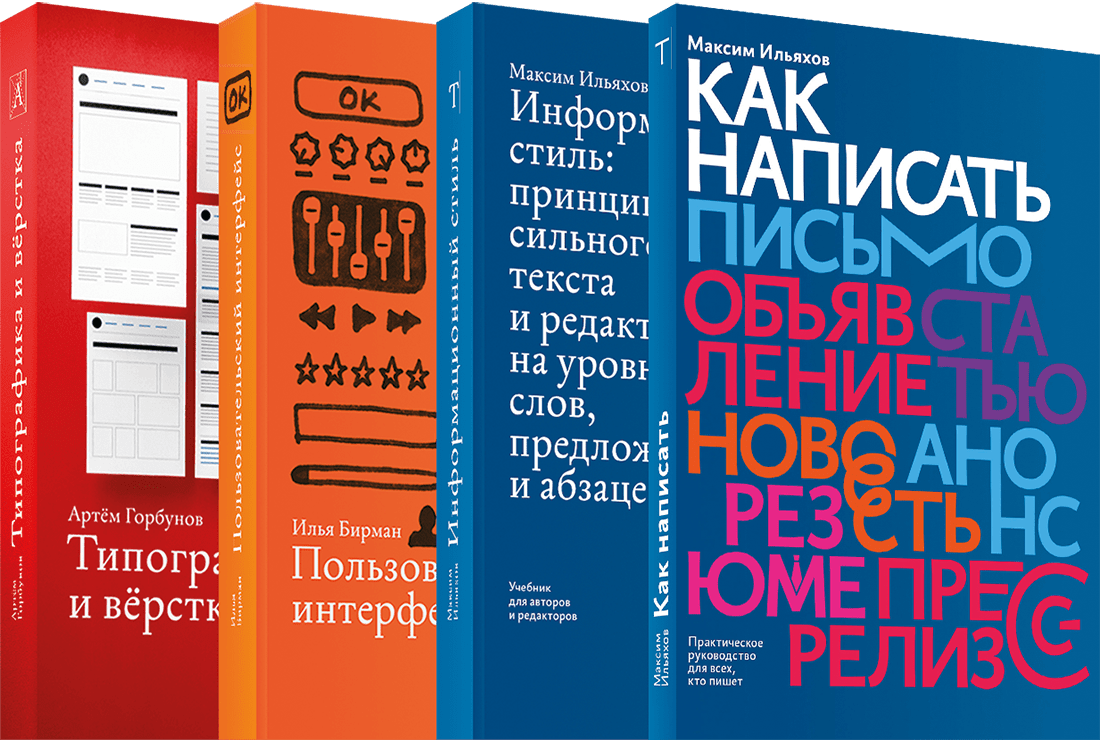 Типографика и вёрстка
Артём
Горбунов
Артём Горбунов
Типогра
и вёрстк
OK
Пользовательский интерфейс
Илья
Бирман
OK
Илья Бирман
Пользов
интерфе
Т
Информационный стиль
Максим
Ильяхов
Максим Ильяхов
Информ
стиль:
принци
сильного
текста
и редакт
на уровн
слов,
предлож
и абзаце
Учебник
для авторов
и редакторов
Т
Как написать
Максим
Ильяхов
Максим Ильяхов
КАК
НАПИСАТЬ
ПИСЬМО
ОБЪЯВ СТА
ЛЕНИЕ ТЬЮ
НОВО АНО
РЕЗ СТЬ НС
ЮМЕ ПРЕСС-
РЕЛИЗ
Практическое
руководство
для всех,
кто пишет